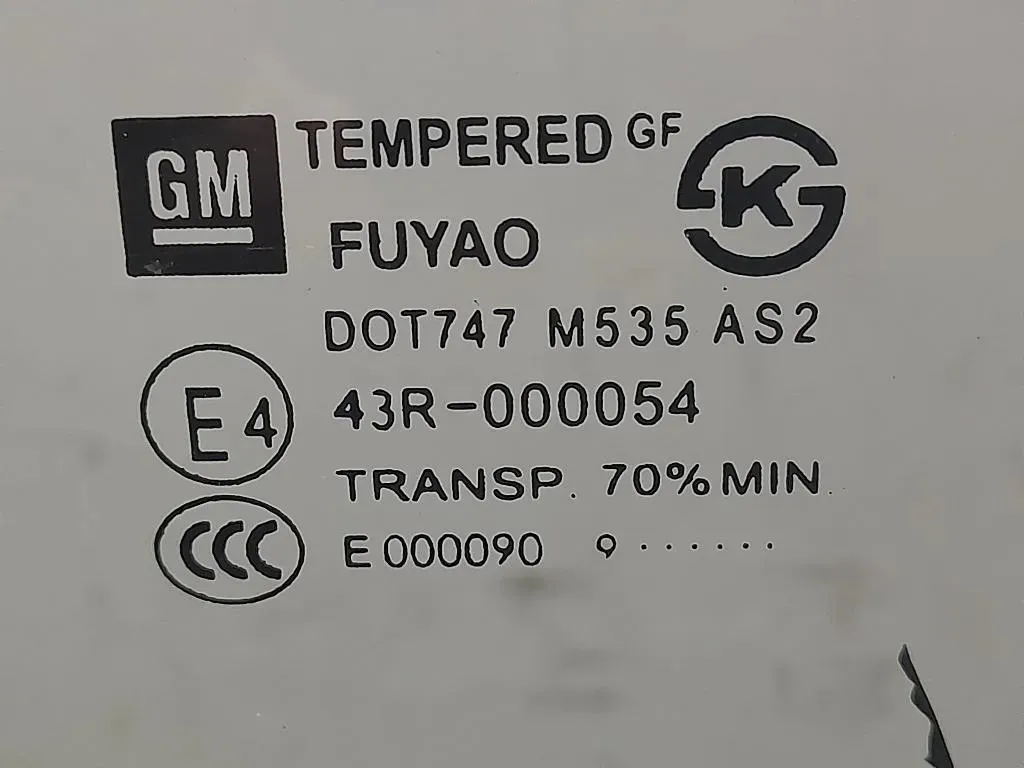 GM TEMPERED GF K
FUYAO
DOT747 M535 AS2
E4 43R-000054
TRANSP. 70% MIN.
CCC E000090 9 ······